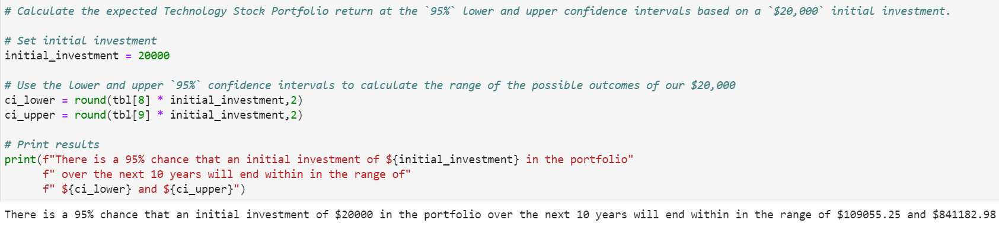 # Calculate the expected Technology Stock Portfolio return at the `95%` lower and upper confidence intervals based on a `$20,000` initial investment.
# Set initial investment
initial_investment = 20000
# Use the lower and upper `95%` confidence intervals to calculate the range of the possible outcomes of our $20,000
ci_lower = round(tbl[8] * initial_investment,2)
ci_upper = round(tbl[9] * initial_investment,2)
# Print results
print(f"There is a 95% chance that an initial investment of ${initial_investment} in the portfolio"
      f" over the next 10 years will end within in the range of"
      f" ${ci_lower} and ${ci_upper}")
There is a 95% chance that an initial investment of $20000 in the portfolio over the next 10 years will end within in the range of $109055.25 and $841182.98